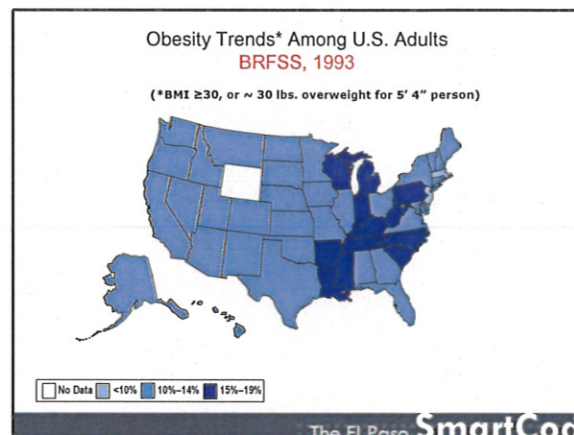 Obesity Trends* Among U.S. Adults
BRFSS, 1993
(*BMI ≥30, or ~ 30 lbs. overweight for 5’ 4” person)
No Data <10% 10%–14% 15%–19%
The El Paso SmartCod